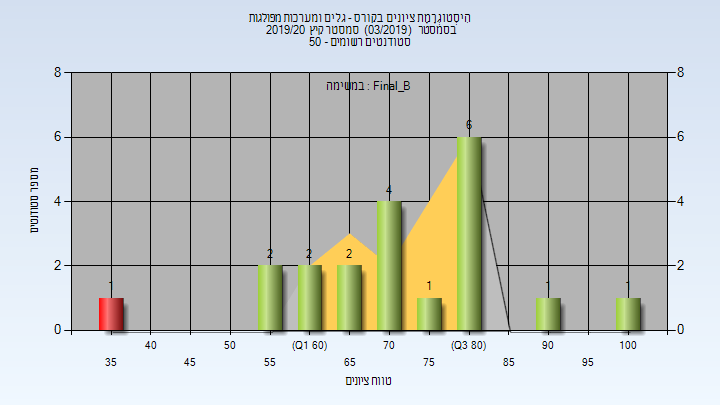 היסטוגרמת ציונים בקורס - גלים ומערכות מפולגות
בסמסטר (03/2019) סמסטר קיץ 2019/20
סטודנטים רשומים - 50
במשימה : Final_B
מספר סטודנטים
8 8
6 6
4 4
2 2
0 0
1 2 2 2 4 1 6 1 1
40 50 (Q1 60) 70 (Q3 80) 90 100
35 45 55 65 75 85 95
טווח ציונים